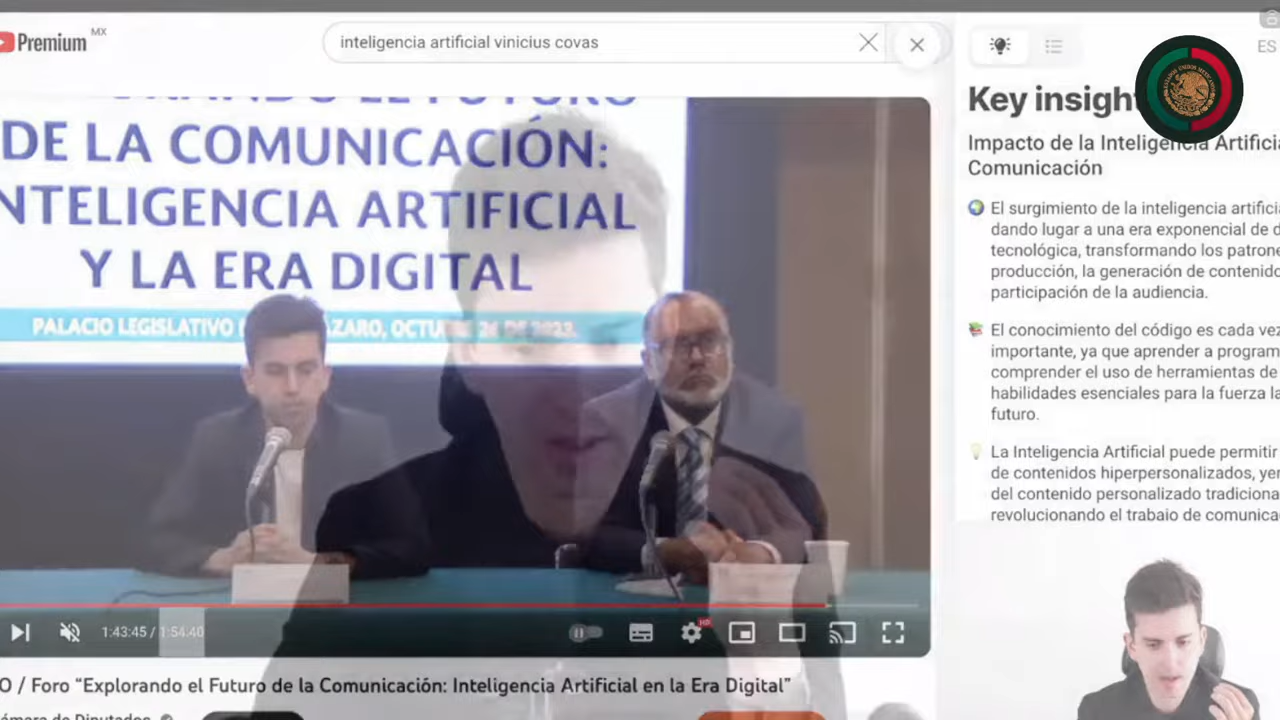 Premium MX
inteligencia artificial vinicius covas
ES
DE LA COMUNICACIÓN:
INTELIGENCIA ARTIFICIAL
Y LA ERA DIGITAL
PALACIO LEGISLATIVO
1:43:45 / 1:54:40
HD
O / Foro “Explorando el Futuro de la Comunicación: Inteligencia Artificial en la Era Digital”
Key insight
Impacto de la Inteligencia Artificia
Comunicación
El surgimiento de la inteligencia artificia
dando lugar a una era exponencial de d
tecnológica, transformando los patrone
producción, la generación de contenido
participación de la audiencia.
El conocimiento del código es cada vez
importante, ya que aprender a program
comprender el uso de herramientas de
habilidades esenciales para la fuerza la
futuro.
La Inteligencia Artificial puede permitir
de contenidos hiperpersonalizados, yen
del contenido personalizado tradiciona
revolucionando el trabajo de comunica